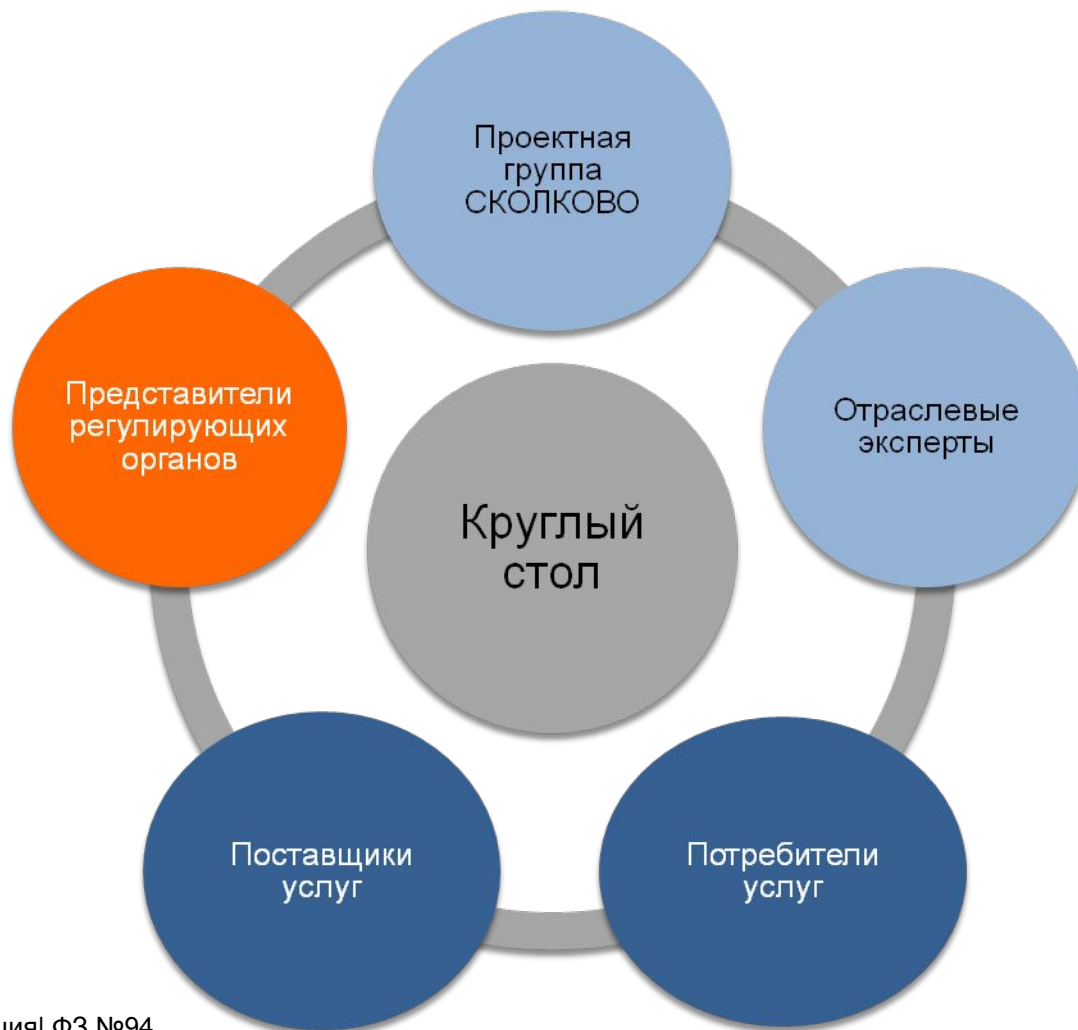 Проектная
группа
СКОЛКОВО
Представители
регулирующих
органов
Отраслевые
эксперты
Круглый
стол
Поставщики
услуг
Потребители
услуг
ФЗ №94